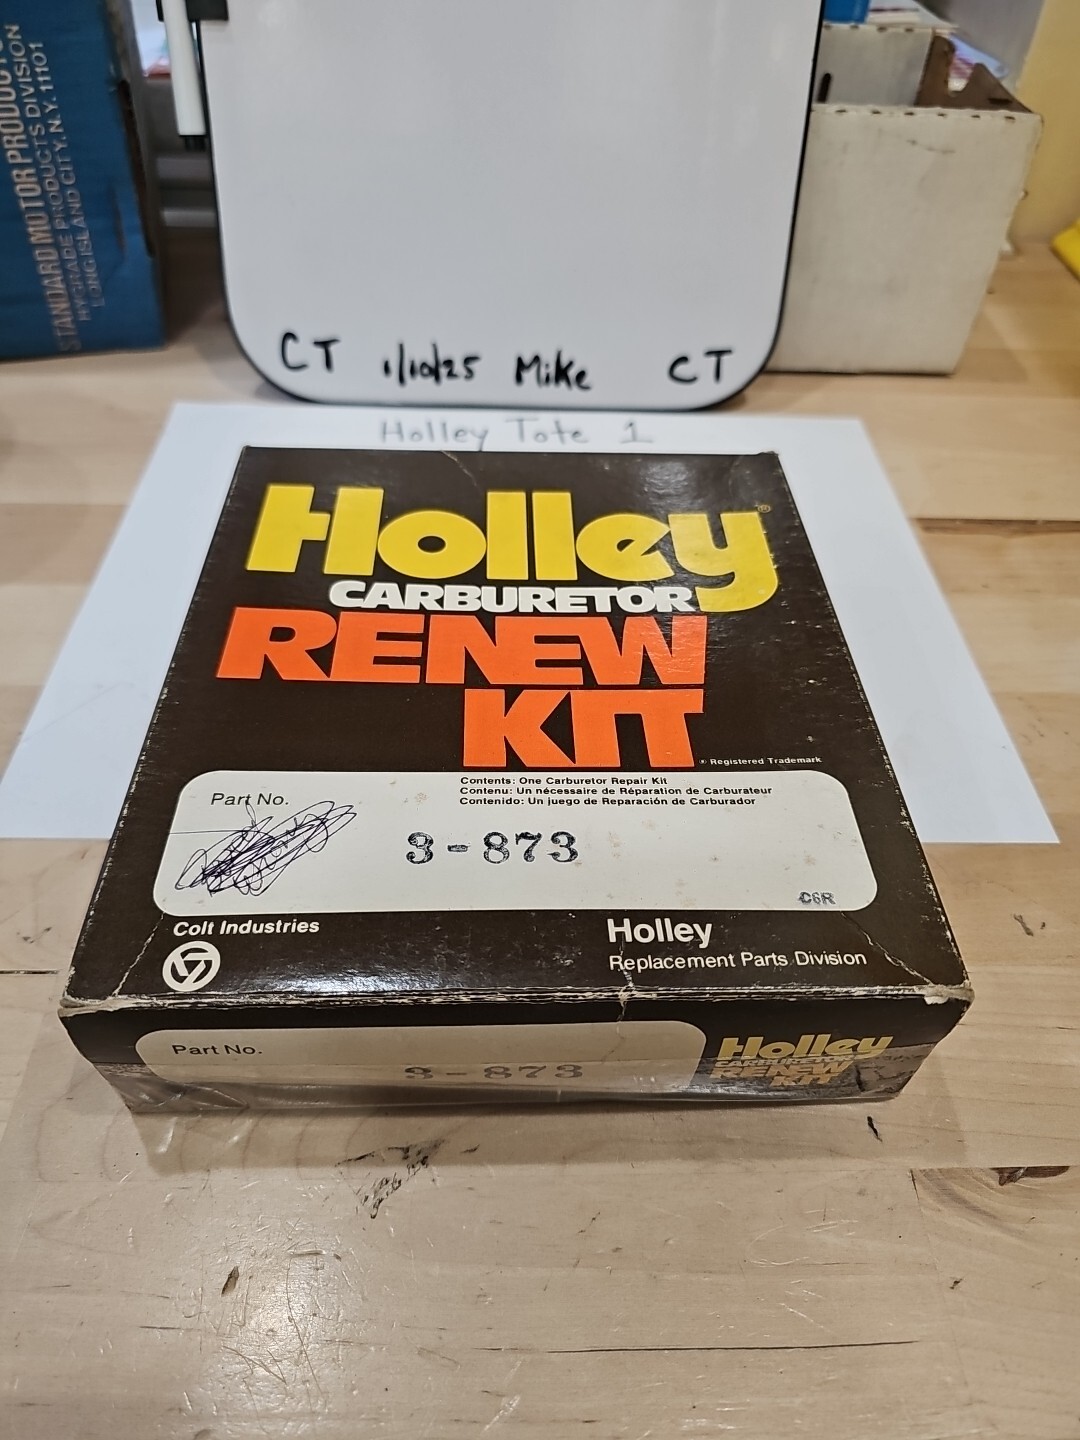 STANDARD MOTOR PRODUCTS
HYGRADE PRODUCTS DIVISION
LONG ISLAND CITY, N.Y. 11101
CT 1/10/25 Mike CT
Holley Tote 1
Holley®
CARBURETOR
RENEW
KIT
® Registered Trademark
Contents: One Carburetor Repair Kit
Contenu: Un nécessaire de Réparation de Carburateur
Contenido: Un juego de Reparación de Carburador
Part No.
3-873
C6R
Colt Industries
Holley
Replacement Parts Division
Part No.
3-873
Holley
CARBURETOR
RENEW
KIT